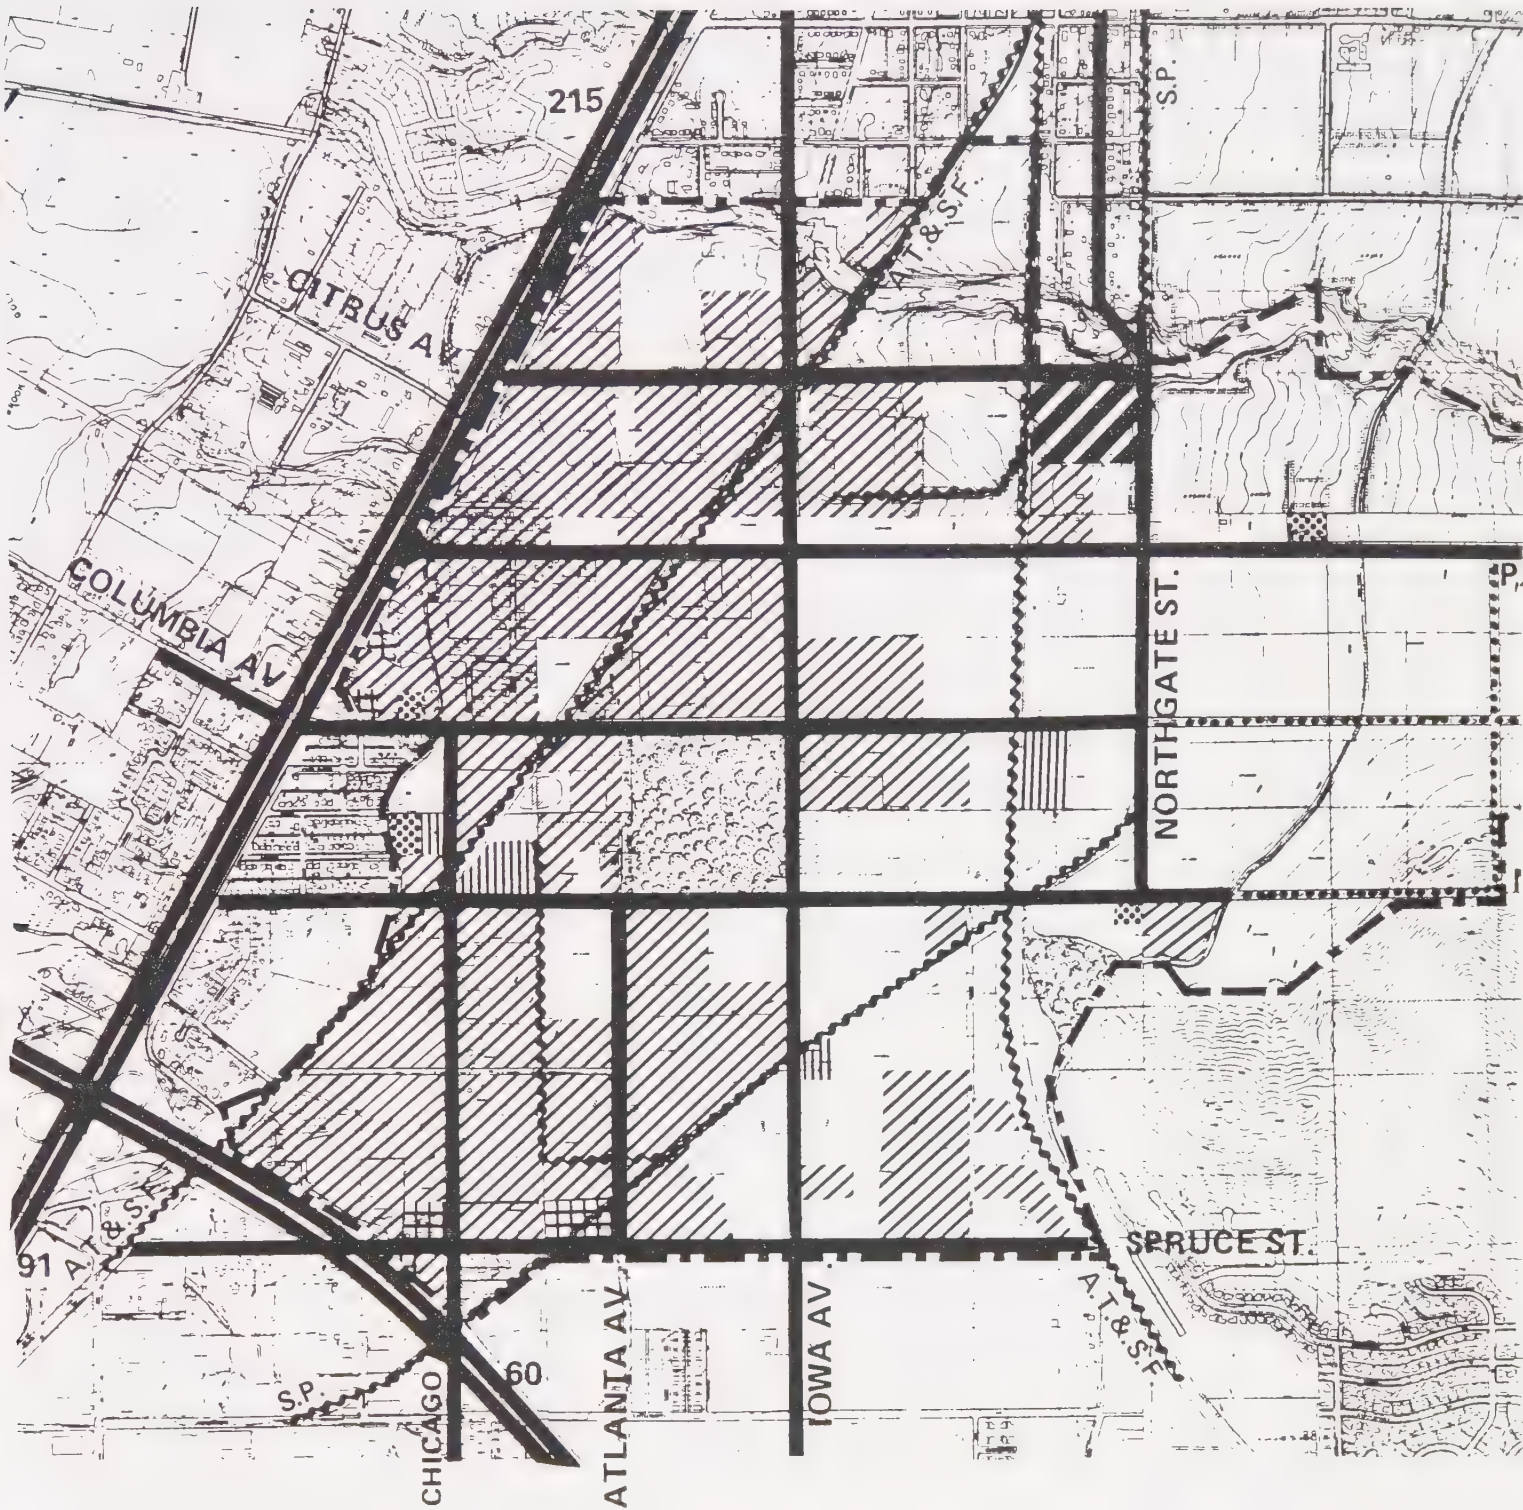 215
S.P.
A.T.& S.F.
CITRUS AV
COLUMBIA AV
P.
NORTHGATE ST.
SPRUCE ST.
91
A.T.& S.F.
A.T.& S.F.
60
S.P.
CHICAGO
ATLANTA AV.
IOWA AV.